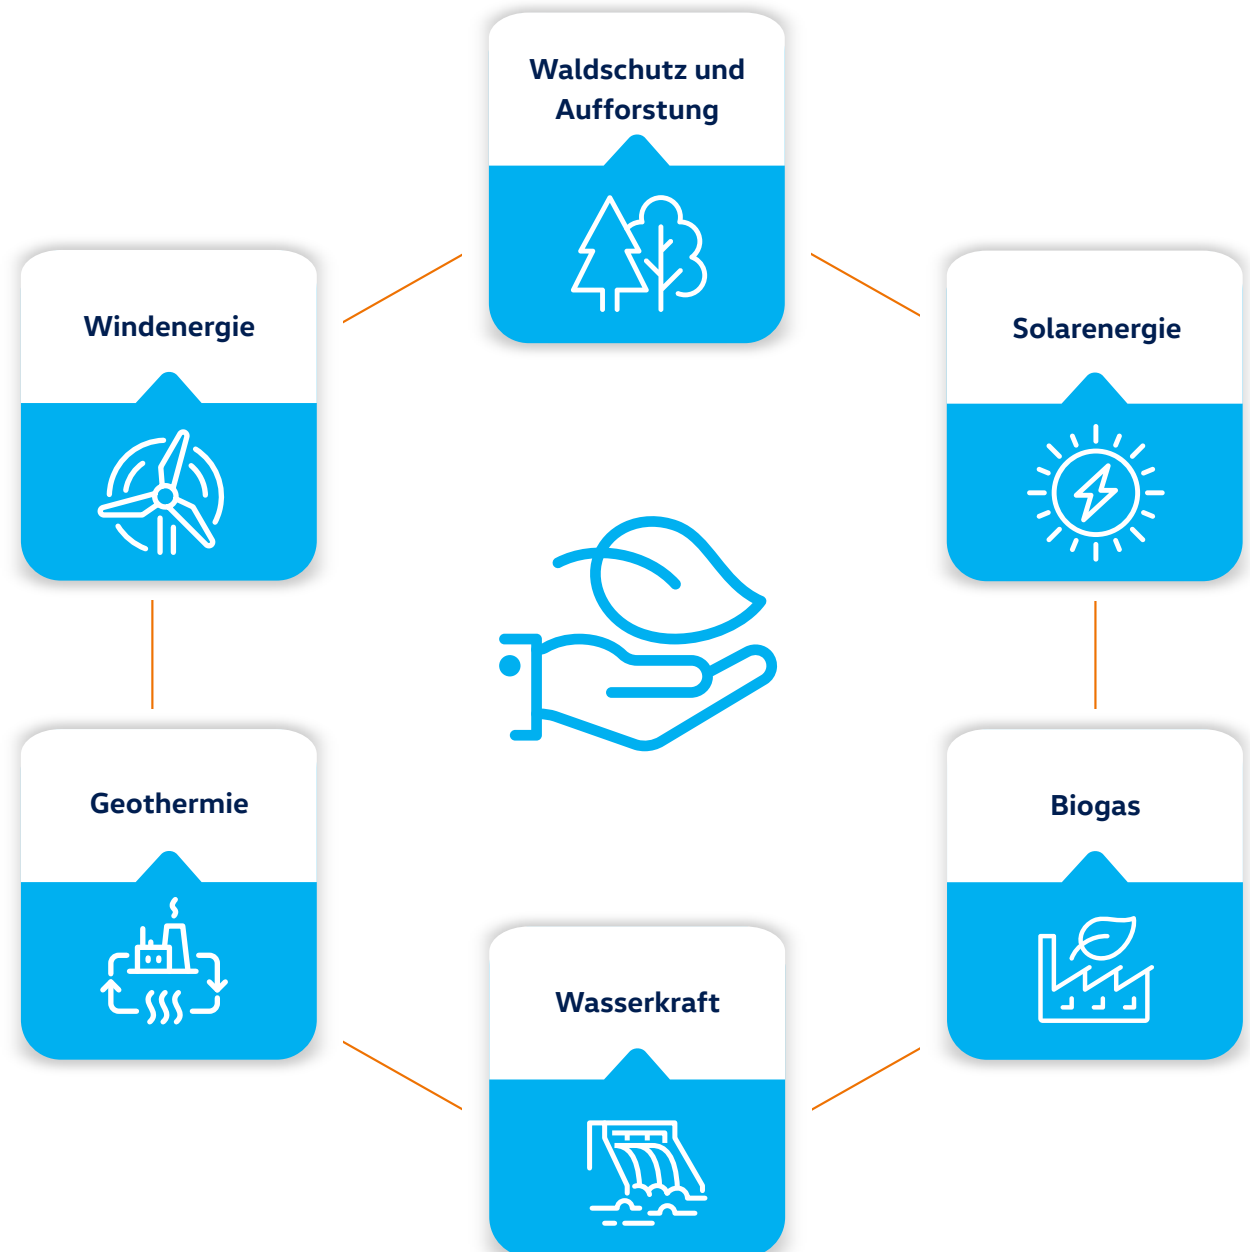 Waldschutz und
Aufforstung
Windenergie
Solarenergie
Geothermie
Biogas
Wasserkraft